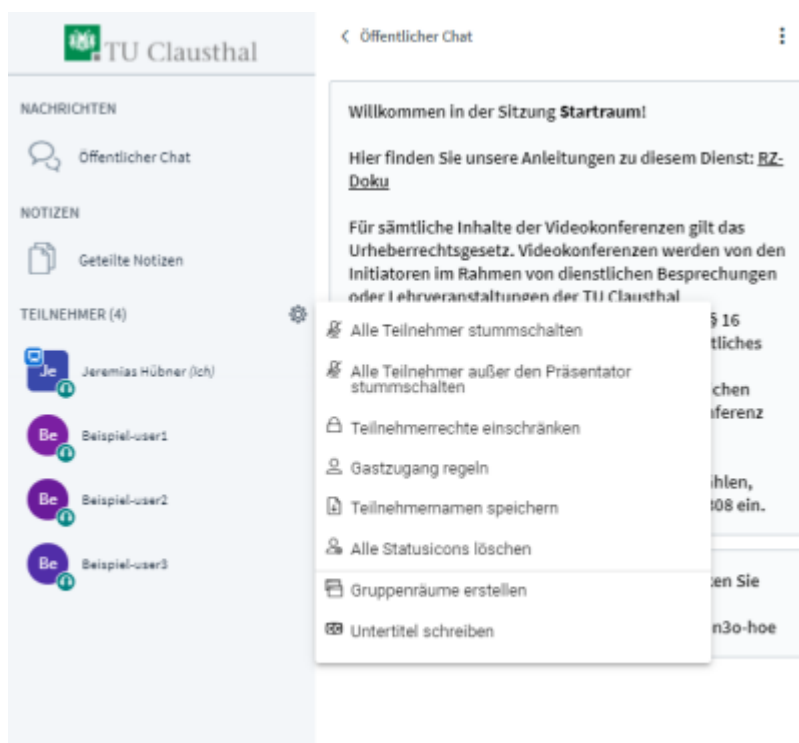 TU Clausthal
NACHRICHTEN
Öffentlicher Chat
NOTIZEN
Geteilte Notizen
TEILNEHMER (4)
Je
Jeremias Hübner (Ich)
Be
Beispiel-user1
Be
Beispiel-user2
Be
Beispiel-user3
Öffentlicher Chat
Willkommen in der Sitzung Startraum!
Hier finden Sie unsere Anleitungen zu diesem Dienst: RZ-
Doku
Für sämtliche Inhalte der Videokonferenzen gilt das
Urheberrechtsgesetz. Videokonferenzen werden von den
Initiatoren im Rahmen von dienstlichen Besprechungen
oder Lehrveranstaltungen der TU Clausthal
§ 16
tliches
chen
ferenz
hlen,
308 ein.
en Sie
n3o-hoe
Alle Teilnehmer stummschalten
Alle Teilnehmer außer den Präsentator
stummschalten
Teilnehmerrechte einschränken
Gastzugang regeln
Teilnehmernamen speichern
Alle Statusicons löschen
Gruppenräume erstellen
Untertitel schreiben